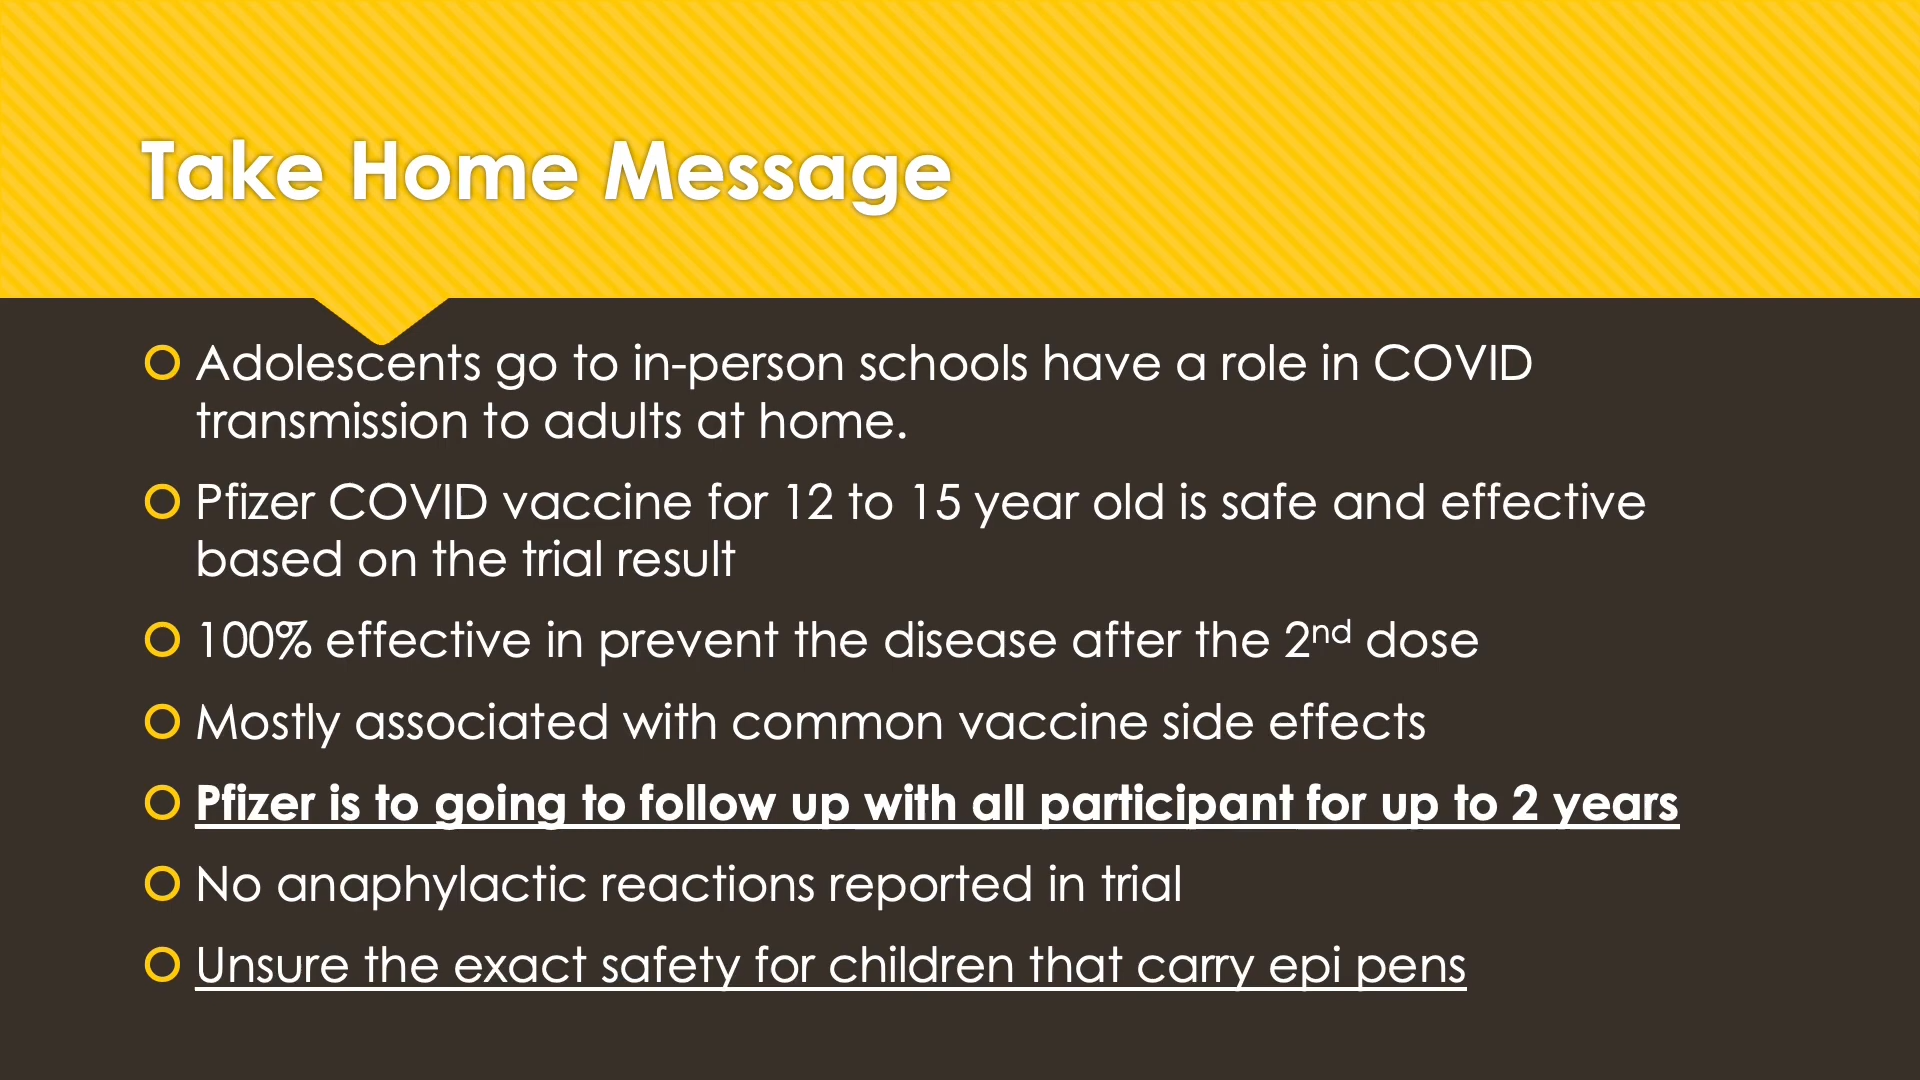 Take Home Message
Adolescents go to in-person schools have a role in COVID
transmission to adults at home.
Pfizer COVID vaccine for 12 to 15 year old is safe and effective
based on the trial result
100% effective in prevent the disease after the 2nd dose
Mostly associated with common vaccine side effects
Pfizer is to going to follow up with all participant for up to 2 years
No anaphylactic reactions reported in trial
Unsure the exact safety for children that carry epi pens